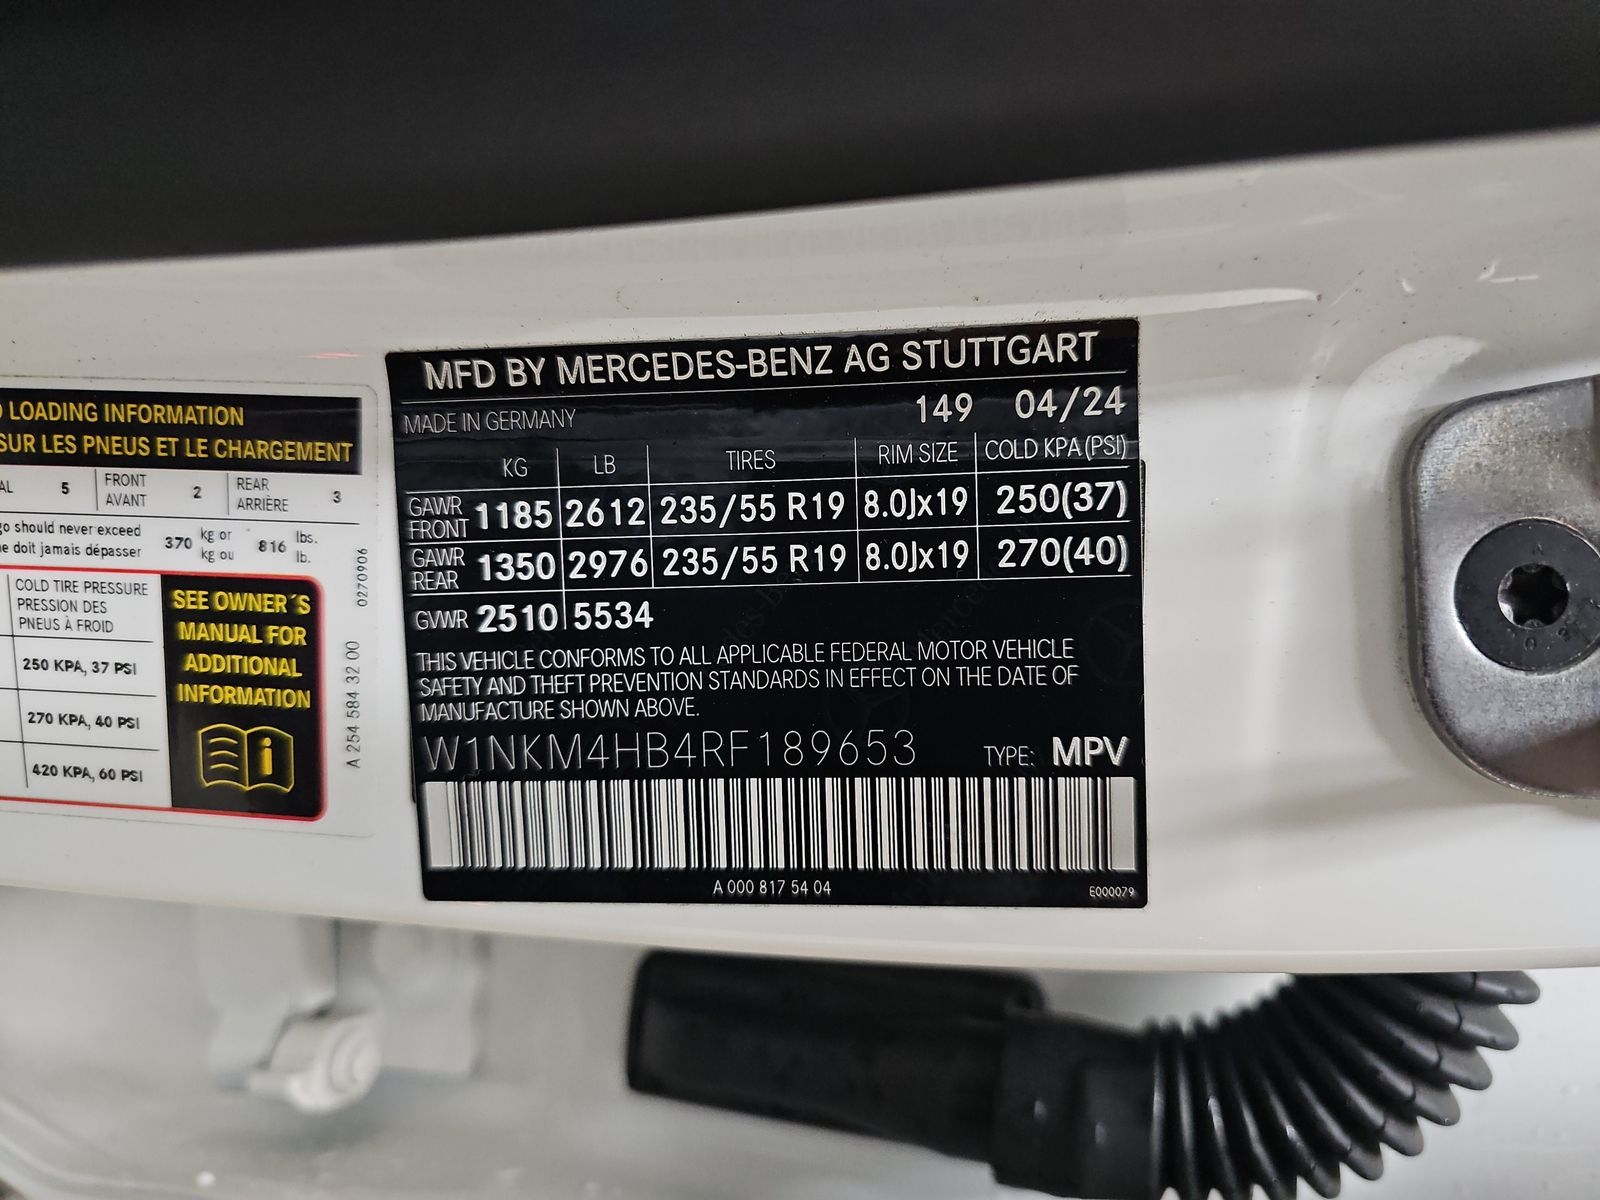 LOADING INFORMATION
SUR LES PNEUS ET LE CHARGEMENT
5 FRONT AVANT 2 REAR ARRIÈRE 3
should never exceed
doit jamais dépasser
370 kg or kg ou 816 lbs. lb.
COLD TIRE PRESSURE
PRESSION DES
PNEUS À FROID
250 KPA, 37 PSI
270 KPA, 40 PSI
420 KPA, 60 PSI
SEE OWNER´S
MANUAL FOR
ADDITIONAL
INFORMATION
A 254 584 32 00
0270906
MFD BY MERCEDES-BENZ AG STUTTGART
MADE IN GERMANY 149 04/24
KG LB TIRES RIM SIZE COLD KPA (PSI)
GAWR FRONT 1185 2612 235/55 R19 8.0Jx19 250(37)
GAWR REAR 1350 2976 235/55 R19 8.0Jx19 270(40)
GVWR 2510 5534
THIS VEHICLE CONFORMS TO ALL APPLICABLE FEDERAL MOTOR VEHICLE
SAFETY AND THEFT PREVENTION STANDARDS IN EFFECT ON THE DATE OF
MANUFACTURE SHOWN ABOVE.
W1NKM4HB4RF189653 TYPE: MPV
A 000 817 54 04
E000079